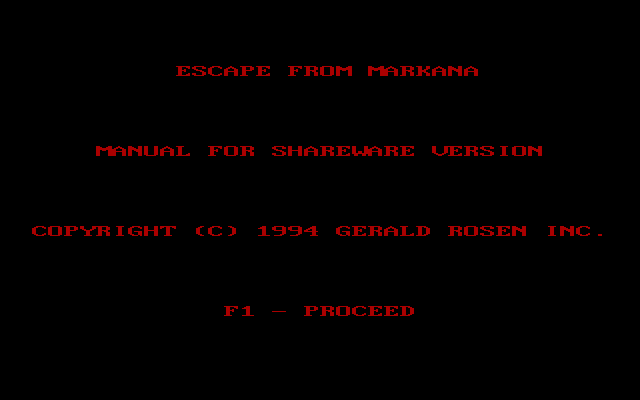 ESCAPE FROM MARKANA
MANUAL FOR SHAREWARE VERSION
COPYRIGHT (C) 1994 GERALD ROSEN INC.
F1 - PROCEED